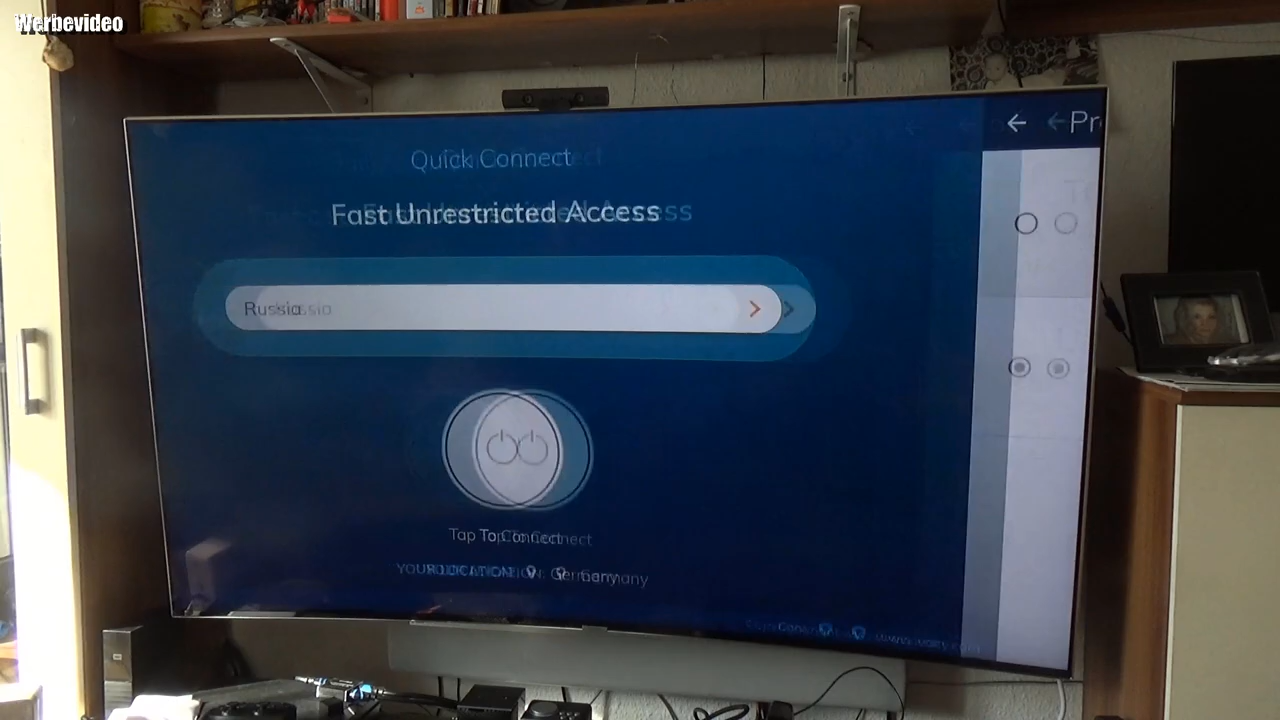 Werbevideo
Quick Connect
Fast Unrestricted Access
Russia
Tap To Connect
YOUR LOCATION: Germany